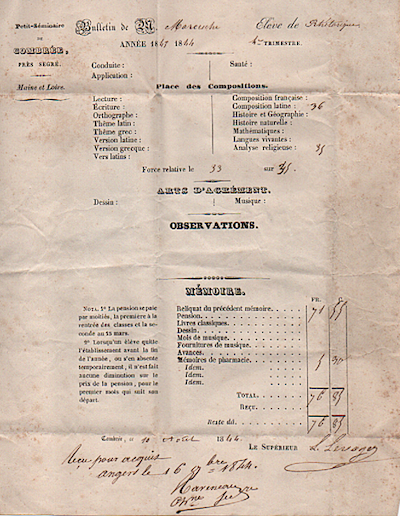 Petit-Séminaire
DE
COMBRÉE,
PRÈS SEGRÉ.
Maine et Loire.
Bulletin de M. Élève de Rhétorique
ANNÉE 1843 1844 TRIMESTRE.
Conduite : Santé :
Application :
Place des Compositions.
Lecture : Composition française :
Écriture : Composition latine : 36
Orthographe : Histoire et Géographie :
Thème latin : Histoire naturelle :
Thème grec : Mathématiques :
Version latine : Langues vivantes :
Version grecque : Analyse religieuse : 35
Vers latins :
Force relative le 33 sur 35.
ARTS D'AGRÉMENT.
Dessin : Musique :
OBSERVATIONS.
MÉMOIRE.
NOTA. 1° La pension se paie
par moitiés, la première à la
rentrée des classes et la se-
conde au 25 mars.
2° Lorsqu'un élève quitte
l'établissement avant la fin
de l'année, ou s'en absente
temporairement, il n'est fait
aucune diminution sur le
prix de la pension, pour le
premier mois qui suit son
départ.
FR.
Reliquat du précédent mémoire. 71
Pension.
Livres classiques.
Dessin.
Mois de musique.
Fournitures de musique.
Avances.
Mémoires de pharmacie. 5
Idem.
Idem.
Idem.
TOTAL. 76 85
REÇU.
Reste dû. 76 85
Combrée, le 10 1844.
LE SUPÉRIEUR
Reçu pour acquis
angers le 16 8bre 1844.